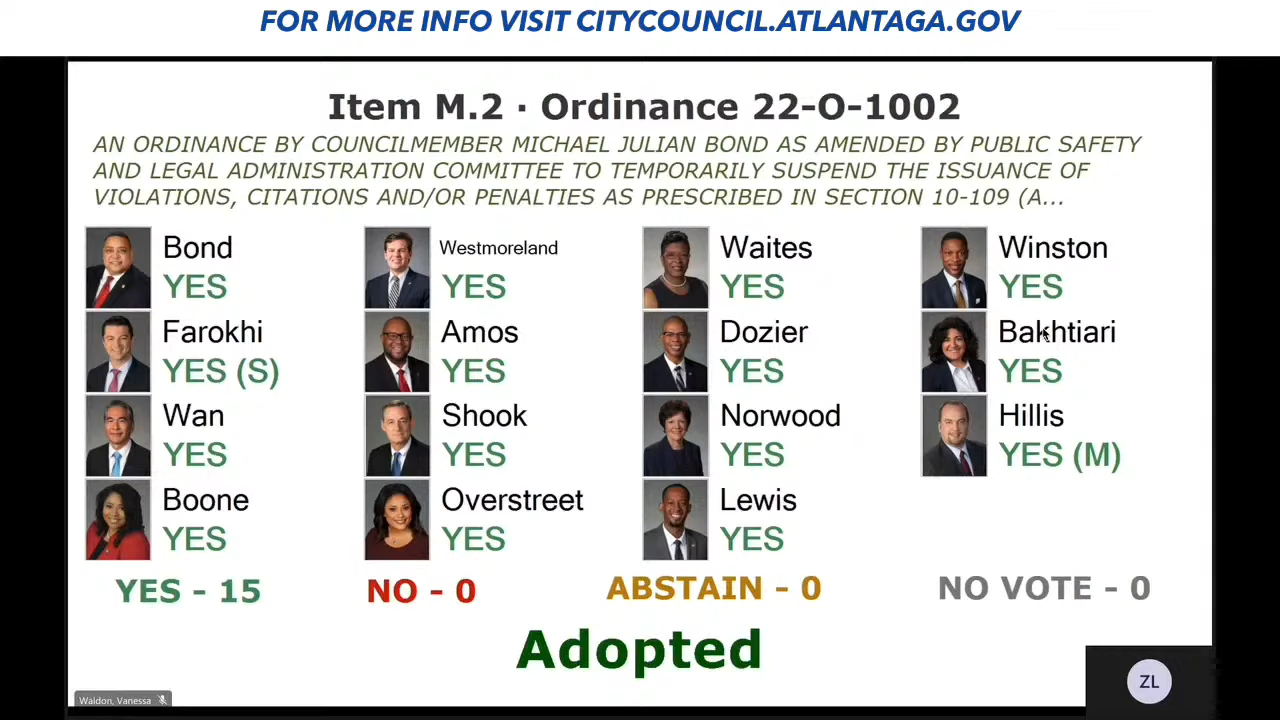 FOR MORE INFO VISIT CITYCOUNCIL.ATLANTAGA.GOV
Item M.2 · Ordinance 22-O-1002
AN ORDINANCE BY COUNCILMEMBER MICHAEL JULIAN BOND AS AMENDED BY PUBLIC SAFETY
AND LEGAL ADMINISTRATION COMMITTEE TO TEMPORARILY SUSPEND THE ISSUANCE OF
VIOLATIONS, CITATIONS AND/OR PENALTIES AS PRESCRIBED IN SECTION 10-109 (A...
Bond Westmoreland Waites Winston
YES YES YES YES
Farokhi Amos Dozier Bakhtiari
YES (S) YES YES YES
Wan Shook Norwood Hillis
YES YES YES YES (M)
Boone Overstreet Lewis
YES YES YES
YES - 15 NO - 0 ABSTAIN - 0 NO VOTE - 0
Adopted
Waldon, Vanessa
ZL